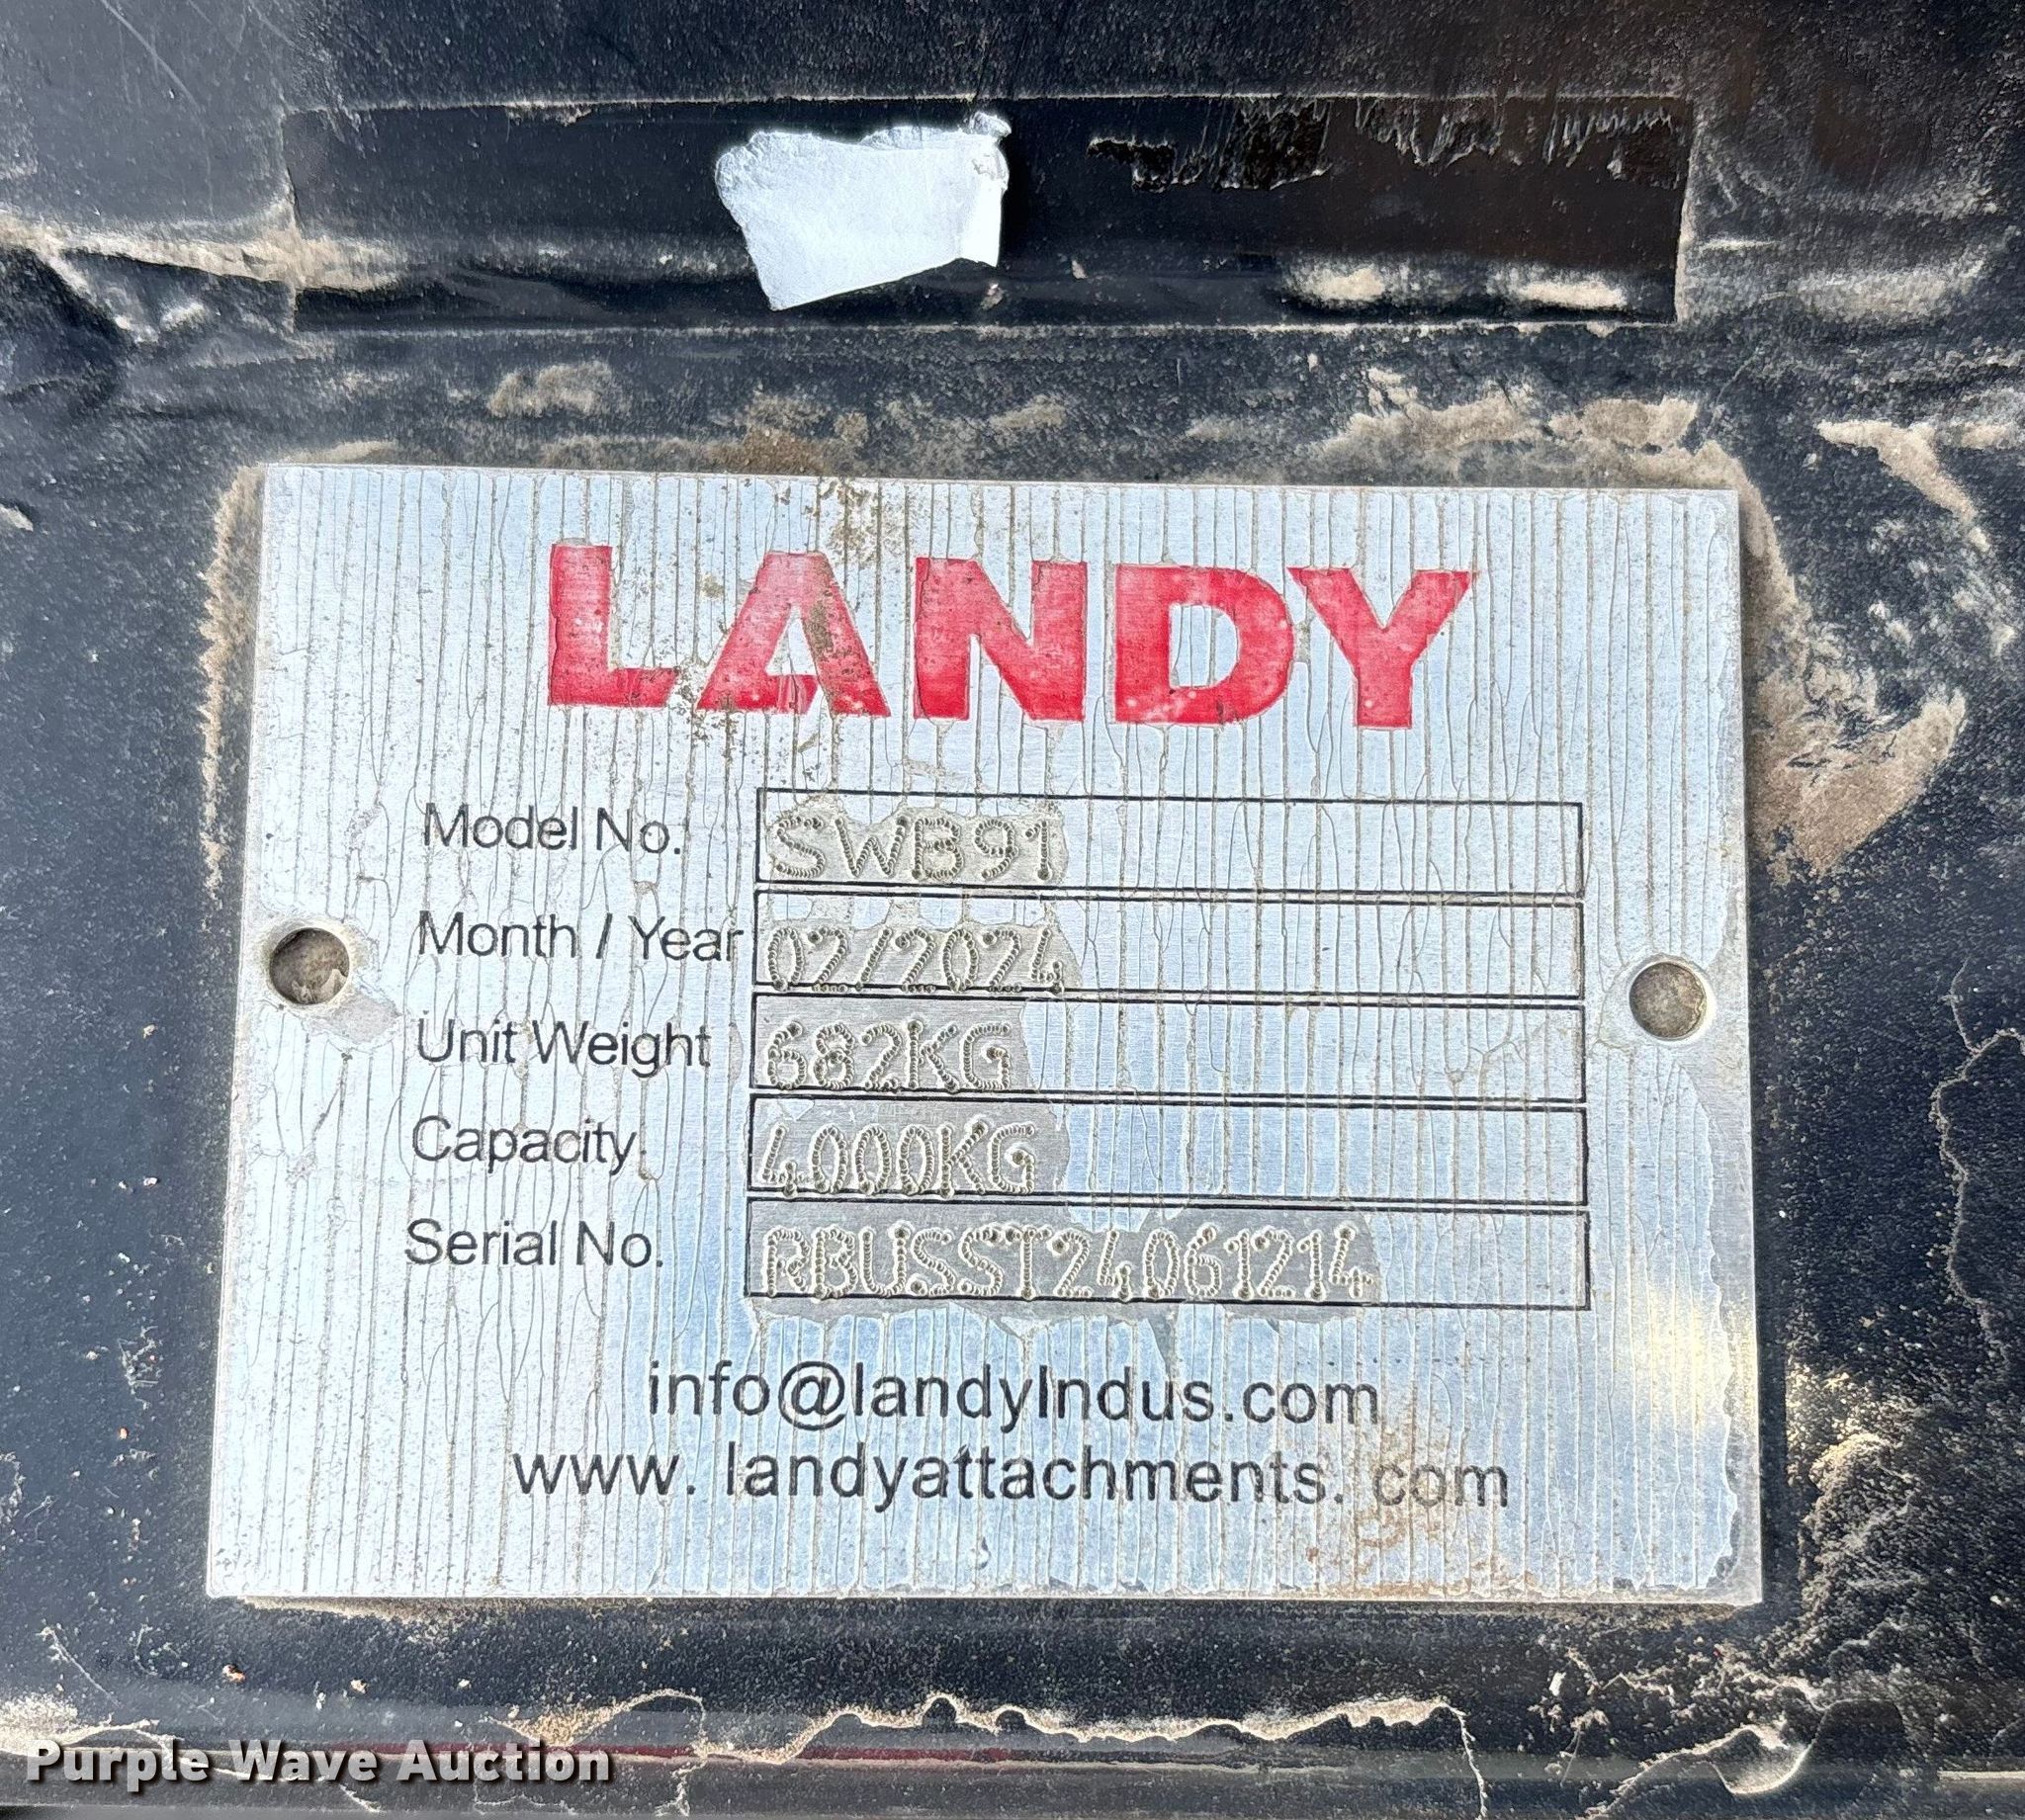 LANDY
Model No. SWB91
Month / Year 02/2024
Unit Weight 682KG
Capacity 4000KG
Serial No. RBUSST24061214
info@landyIndus.com
www. landyattachments. com
Purple Wave Auction